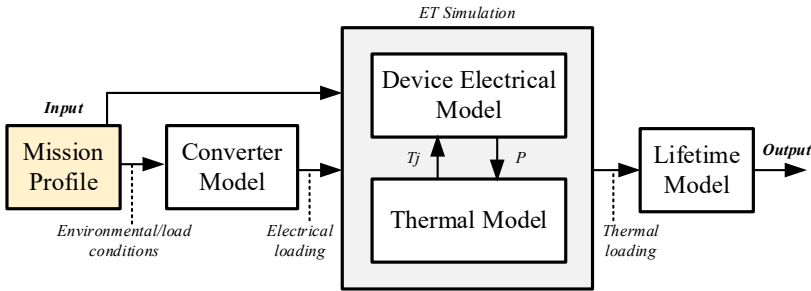 ET Simulation
Input
Mission
Profile
Environmental/load
conditions
Converter
Model
Electrical
loading
Device Electrical
Model
Tj
P
Thermal Model
Thermal
loading
Lifetime
Model
Output